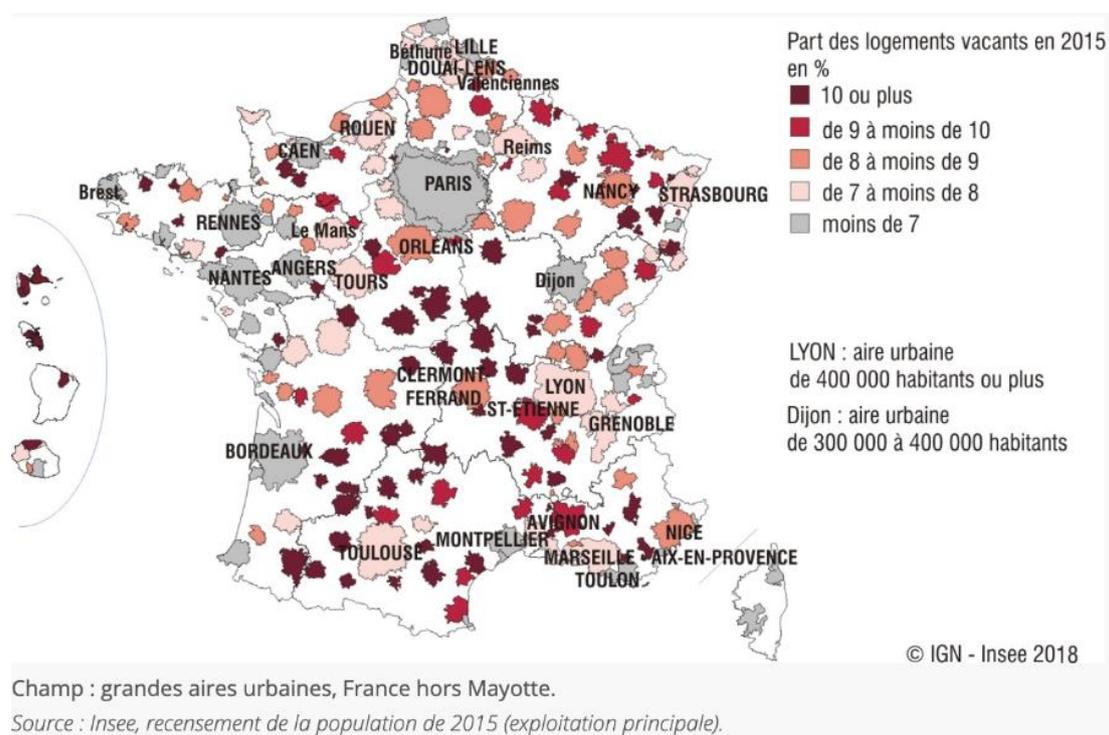 Béthune LILLE
DOUAI-LENS
Valenciennes
ROUEN
CAEN
Reims
Brest
PARIS
NANCY
STRASBOURG
RENNES
Le Mans
ORLÉANS
NANTES
ANGERS
TOURS
Dijon
CLERMONT
FERRAND
LYON
ST-ÉTIENNE
GRENOBLE
BORDEAUX
AVIGNON
NICE
TOULOUSE
MONTPELLIER
MARSEILLE
AIX-EN-PROVENCE
TOULON
Part des logements vacants en 2015
en %
10 ou plus
de 9 à moins de 10
de 8 à moins de 9
de 7 à moins de 8
moins de 7
LYON : aire urbaine
de 400 000 habitants ou plus
Dijon : aire urbaine
de 300 000 à 400 000 habitants
© IGN - Insee 2018
Champ : grandes aires urbaines, France hors Mayotte.
Source : Insee, recensement de la population de 2015 (exploitation principale).